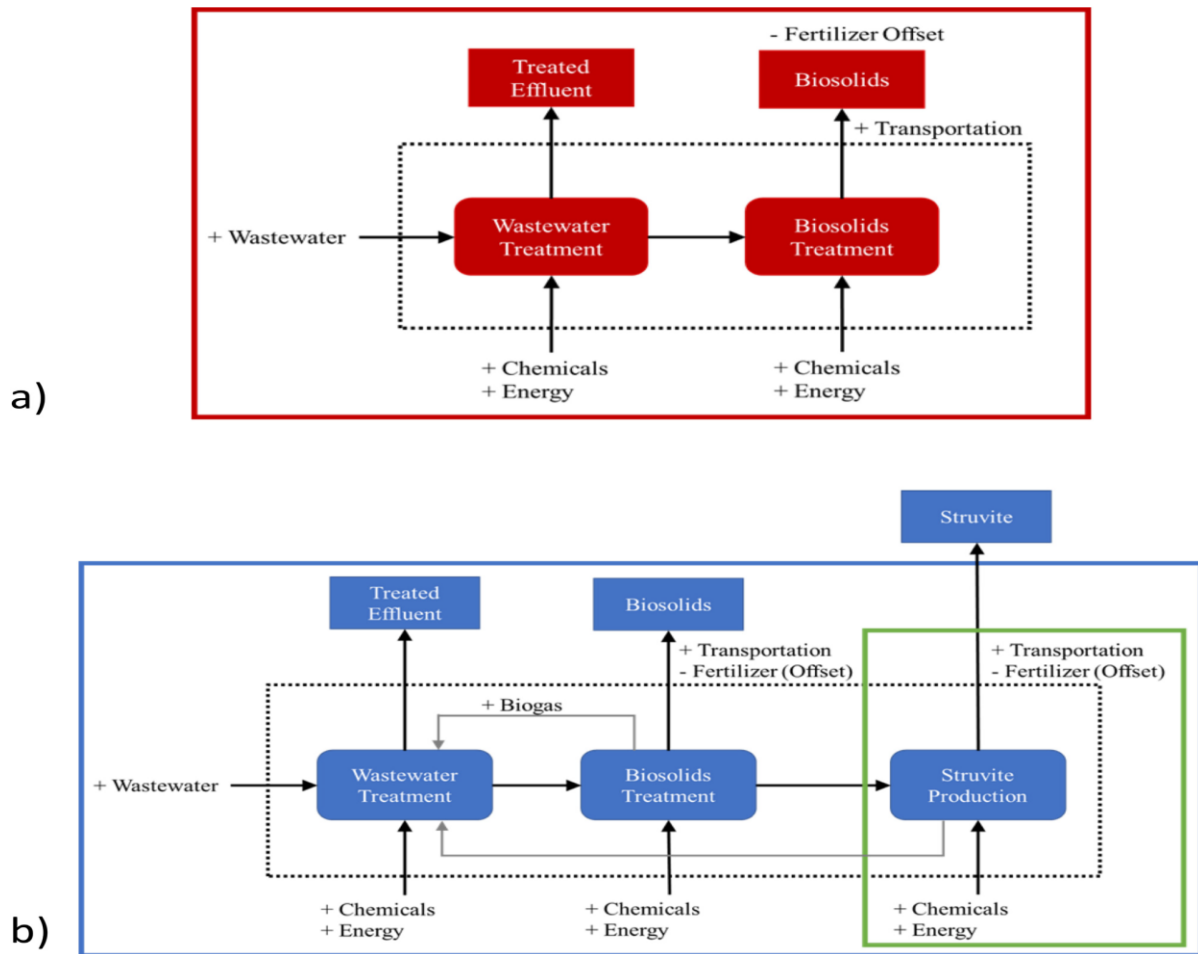 - Fertilizer Offset
Treated
Effluent
Biosolids
+ Transportation
+ Wastewater
Wastewater
Treatment
Biosolids
Treatment
+ Chemicals
+ Energy
+ Chemicals
+ Energy
a)
Struvite
Treated
Effluent
Biosolids
+ Transportation
- Fertilizer (Offset)
+ Transportation
- Fertilizer (Offset)
+ Biogas
+ Wastewater
Wastewater
Treatment
Biosolids
Treatment
Struvite
Production
+ Chemicals
+ Energy
+ Chemicals
+ Energy
+ Chemicals
+ Energy
b)